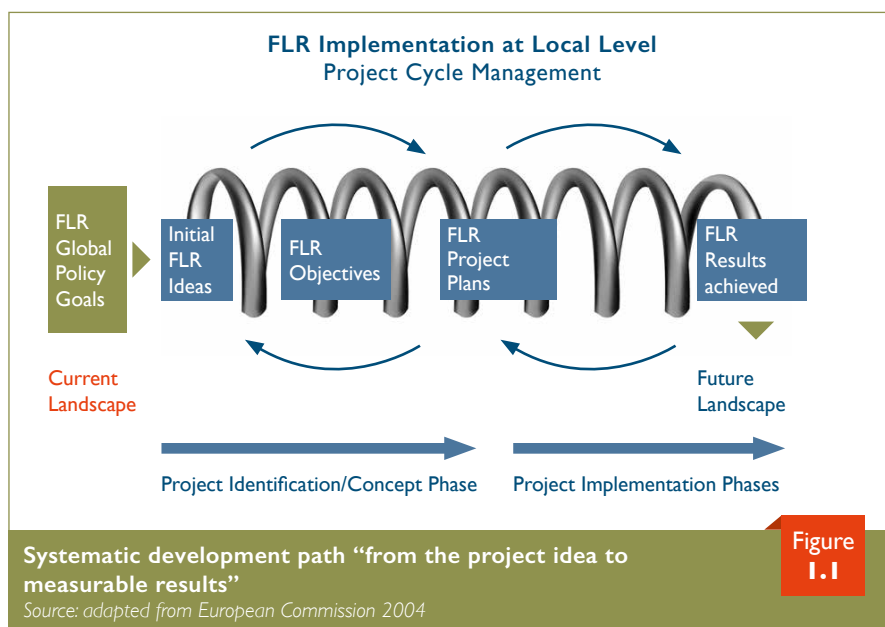 FLR Implementation at Local Level
Project Cycle Management
FLR
Global
Policy
Goals
Initial
FLR
Ideas
FLR
Objectives
FLR
Project
Plans
FLR
Results
achieved
Current
Landscape
Future
Landscape
Project Identification/Concept Phase
Project Implementation Phases
Systematic development path “from the project idea to
measurable results”
Source: adapted from European Commission 2004
Figure
1.1